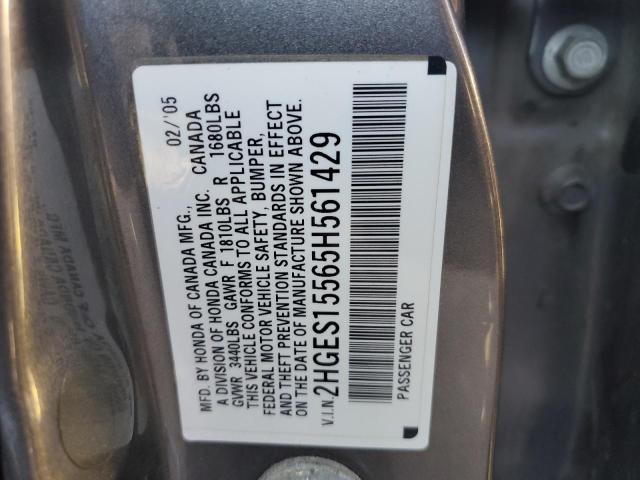 MFD. BY HONDA OF CANADA MFG., 02/'05
A DIVISION OF HONDA CANADA INC. CANADA
GVWR 3440LBS GAWR F 1810LBS R 1680LBS
THIS VEHICLE CONFORMS TO ALL APPLICABLE
FEDERAL MOTOR VEHICLE SAFETY, BUMPER,
AND THEFT PREVENTION STANDARDS IN EFFECT
ON THE DATE OF MANUFACTURE SHOWN ABOVE.
V.I.N. 2HGES15565H561429
PASSENGER CAR